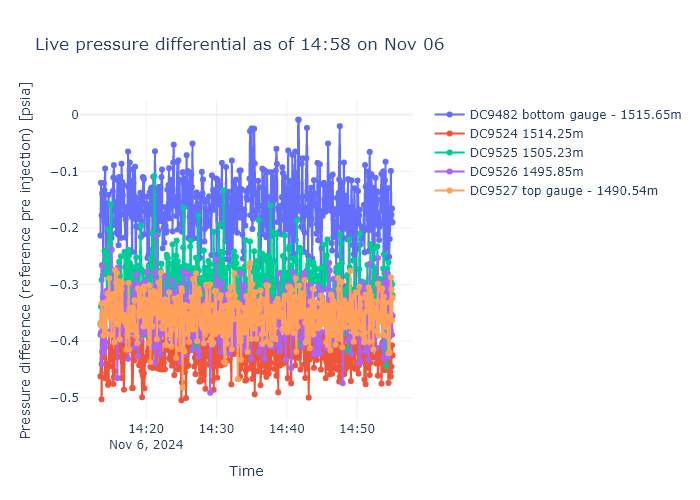 Live pressure differential as of 14:58 on Nov 06
Pressure difference (reference pre injection) [psia]
0
−0.1
−0.2
−0.3
−0.4
−0.5
14:20
Nov 6, 2024
14:30
14:40
14:50
Time
DC9482 bottom gauge - 1515.65m
DC9524 1514.25m
DC9525 1505.23m
DC9526 1495.85m
DC9527 top gauge - 1490.54m